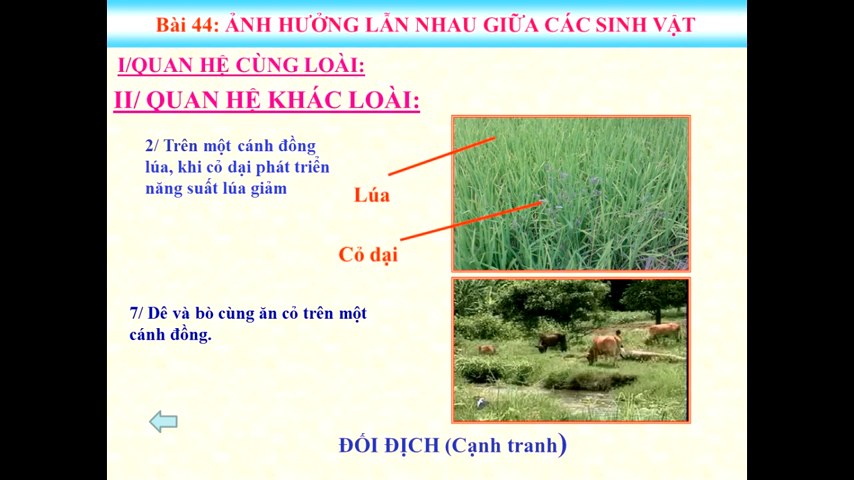 Bài 44: ẢNH HƯỞNG LẪN NHAU GIỮA CÁC SINH VẬT
I/QUAN HỆ CÙNG LOÀI:
II/ QUAN HỆ KHÁC LOÀI:
2/ Trên một cánh đồng
lúa, khi cỏ dại phát triển
năng suất lúa giảm
Lúa
Cỏ dại
7/ Dê và bò cùng ăn cỏ trên một
cánh đồng.
ĐỐI ĐỊCH (Cạnh tranh)